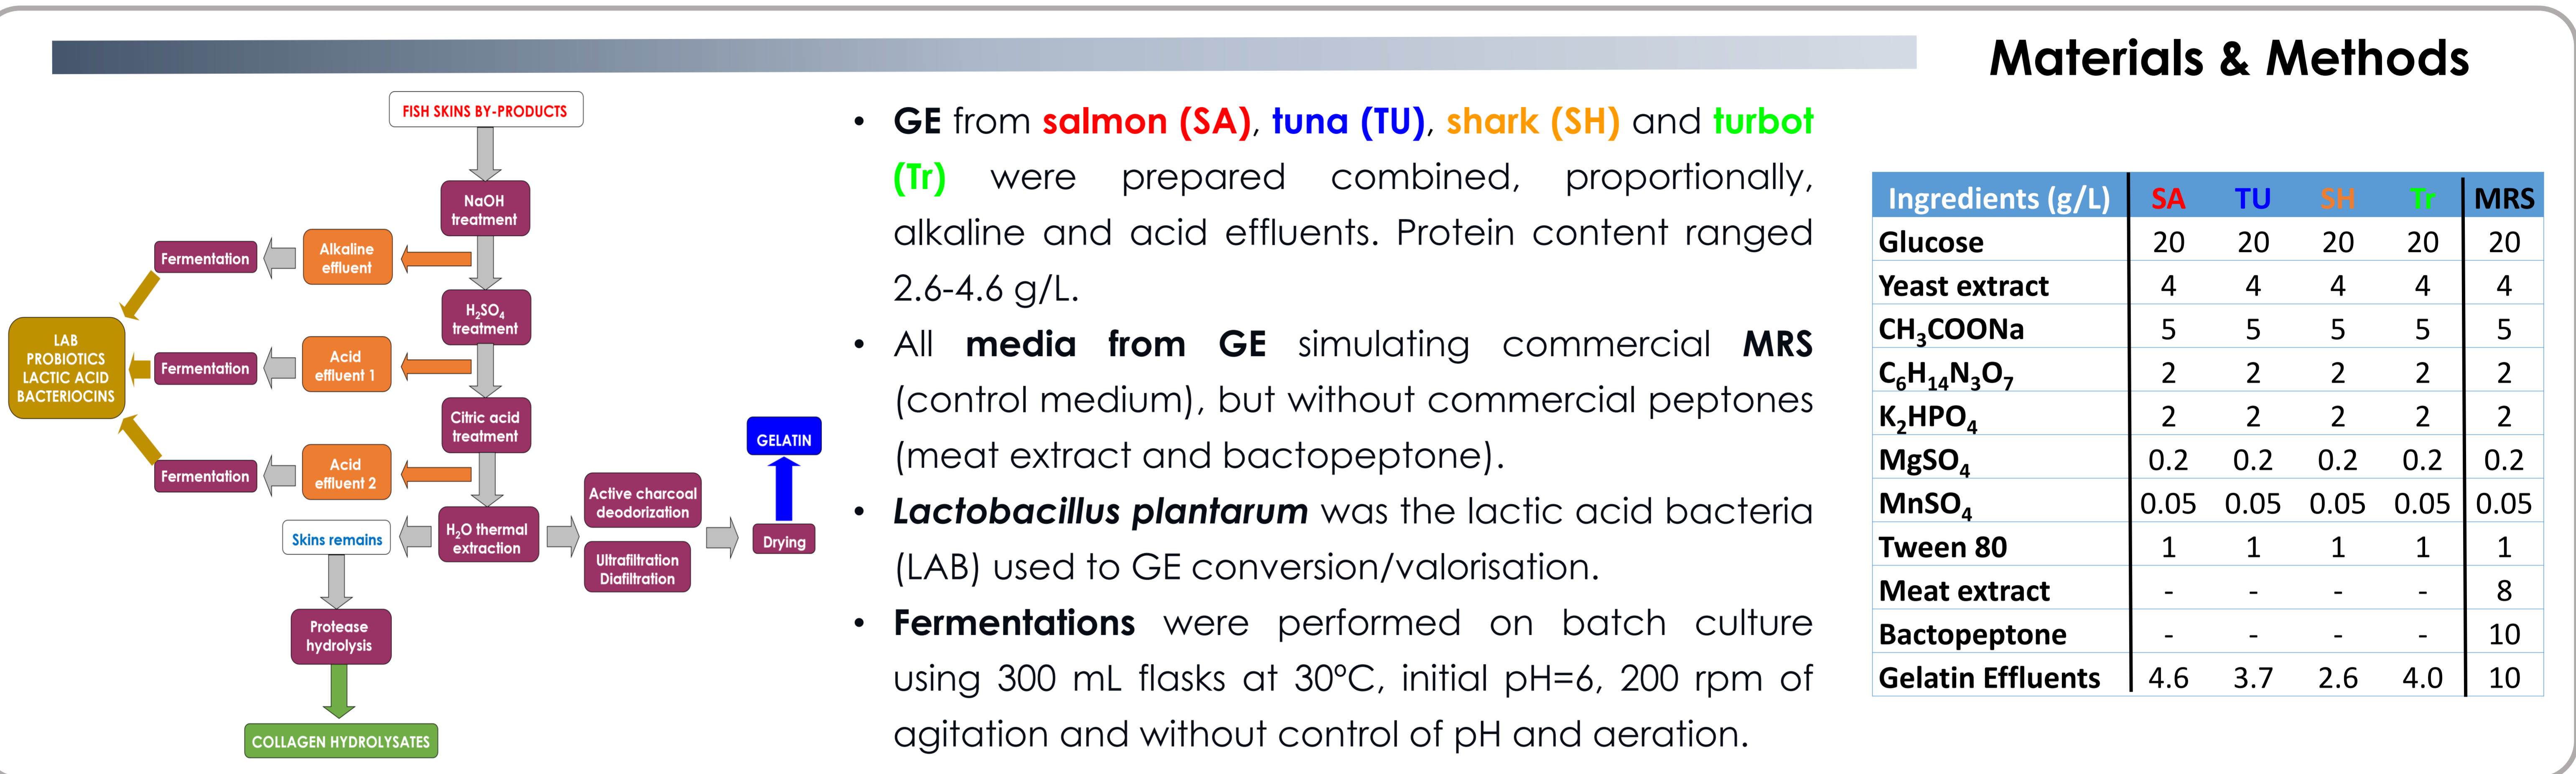 Materials & Methods
FISH SKINS BY-PRODUCTS
NaOH
treatment
Alkaline
effluent
Fermentation
H₂SO₄
treatment
LAB
PROBIOTICS
LACTIC ACID
BACTERIOCINS
Fermentation
Acid
effluent 1
Citric acid
treatment
Fermentation
Acid
effluent 2
GELATIN
Active charcoal
deodorization
Skins remains
H₂O thermal
extraction
Drying
Ultrafiltration
Diafiltration
Protease
hydrolysis
COLLAGEN HYDROLYSATES
• GE from salmon (SA), tuna (TU), shark (SH) and turbot
(Tr) were prepared combined, proportionally,
alkaline and acid effluents. Protein content ranged
2.6-4.6 g/L.
• All media from GE simulating commercial MRS
(control medium), but without commercial peptones
(meat extract and bactopeptone).
• Lactobacillus plantarum was the lactic acid bacteria
(LAB) used to GE conversion/valorisation.
• Fermentations were performed on batch culture
using 300 mL flasks at 30ºC, initial pH=6, 200 rpm of
agitation and without control of pH and aeration.
Ingredients (g/L) SA TU SH Tr MRS
Glucose 20 20 20 20 20
Yeast extract 4 4 4 4 4
CH₃COONa 5 5 5 5 5
C₆H₁₄N₃O₇ 2 2 2 2 2
K₂HPO₄ 2 2 2 2 2
MgSO₄ 0.2 0.2 0.2 0.2 0.2
MnSO₄ 0.05 0.05 0.05 0.05 0.05
Tween 80 1 1 1 1 1
Meat extract - - - - 8
Bactopeptone - - - - 10
Gelatin Effluents 4.6 3.7 2.6 4.0 10